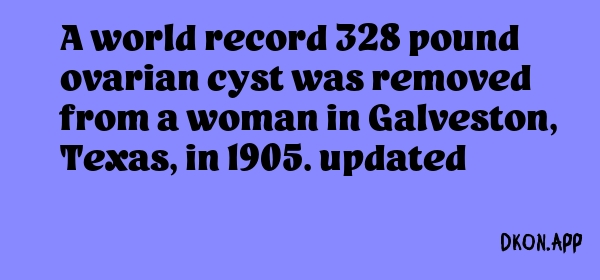 A world record 328 pound
ovarian cyst was removed
from a woman in Galveston,
Texas, in 1905. updated
DKON.APP